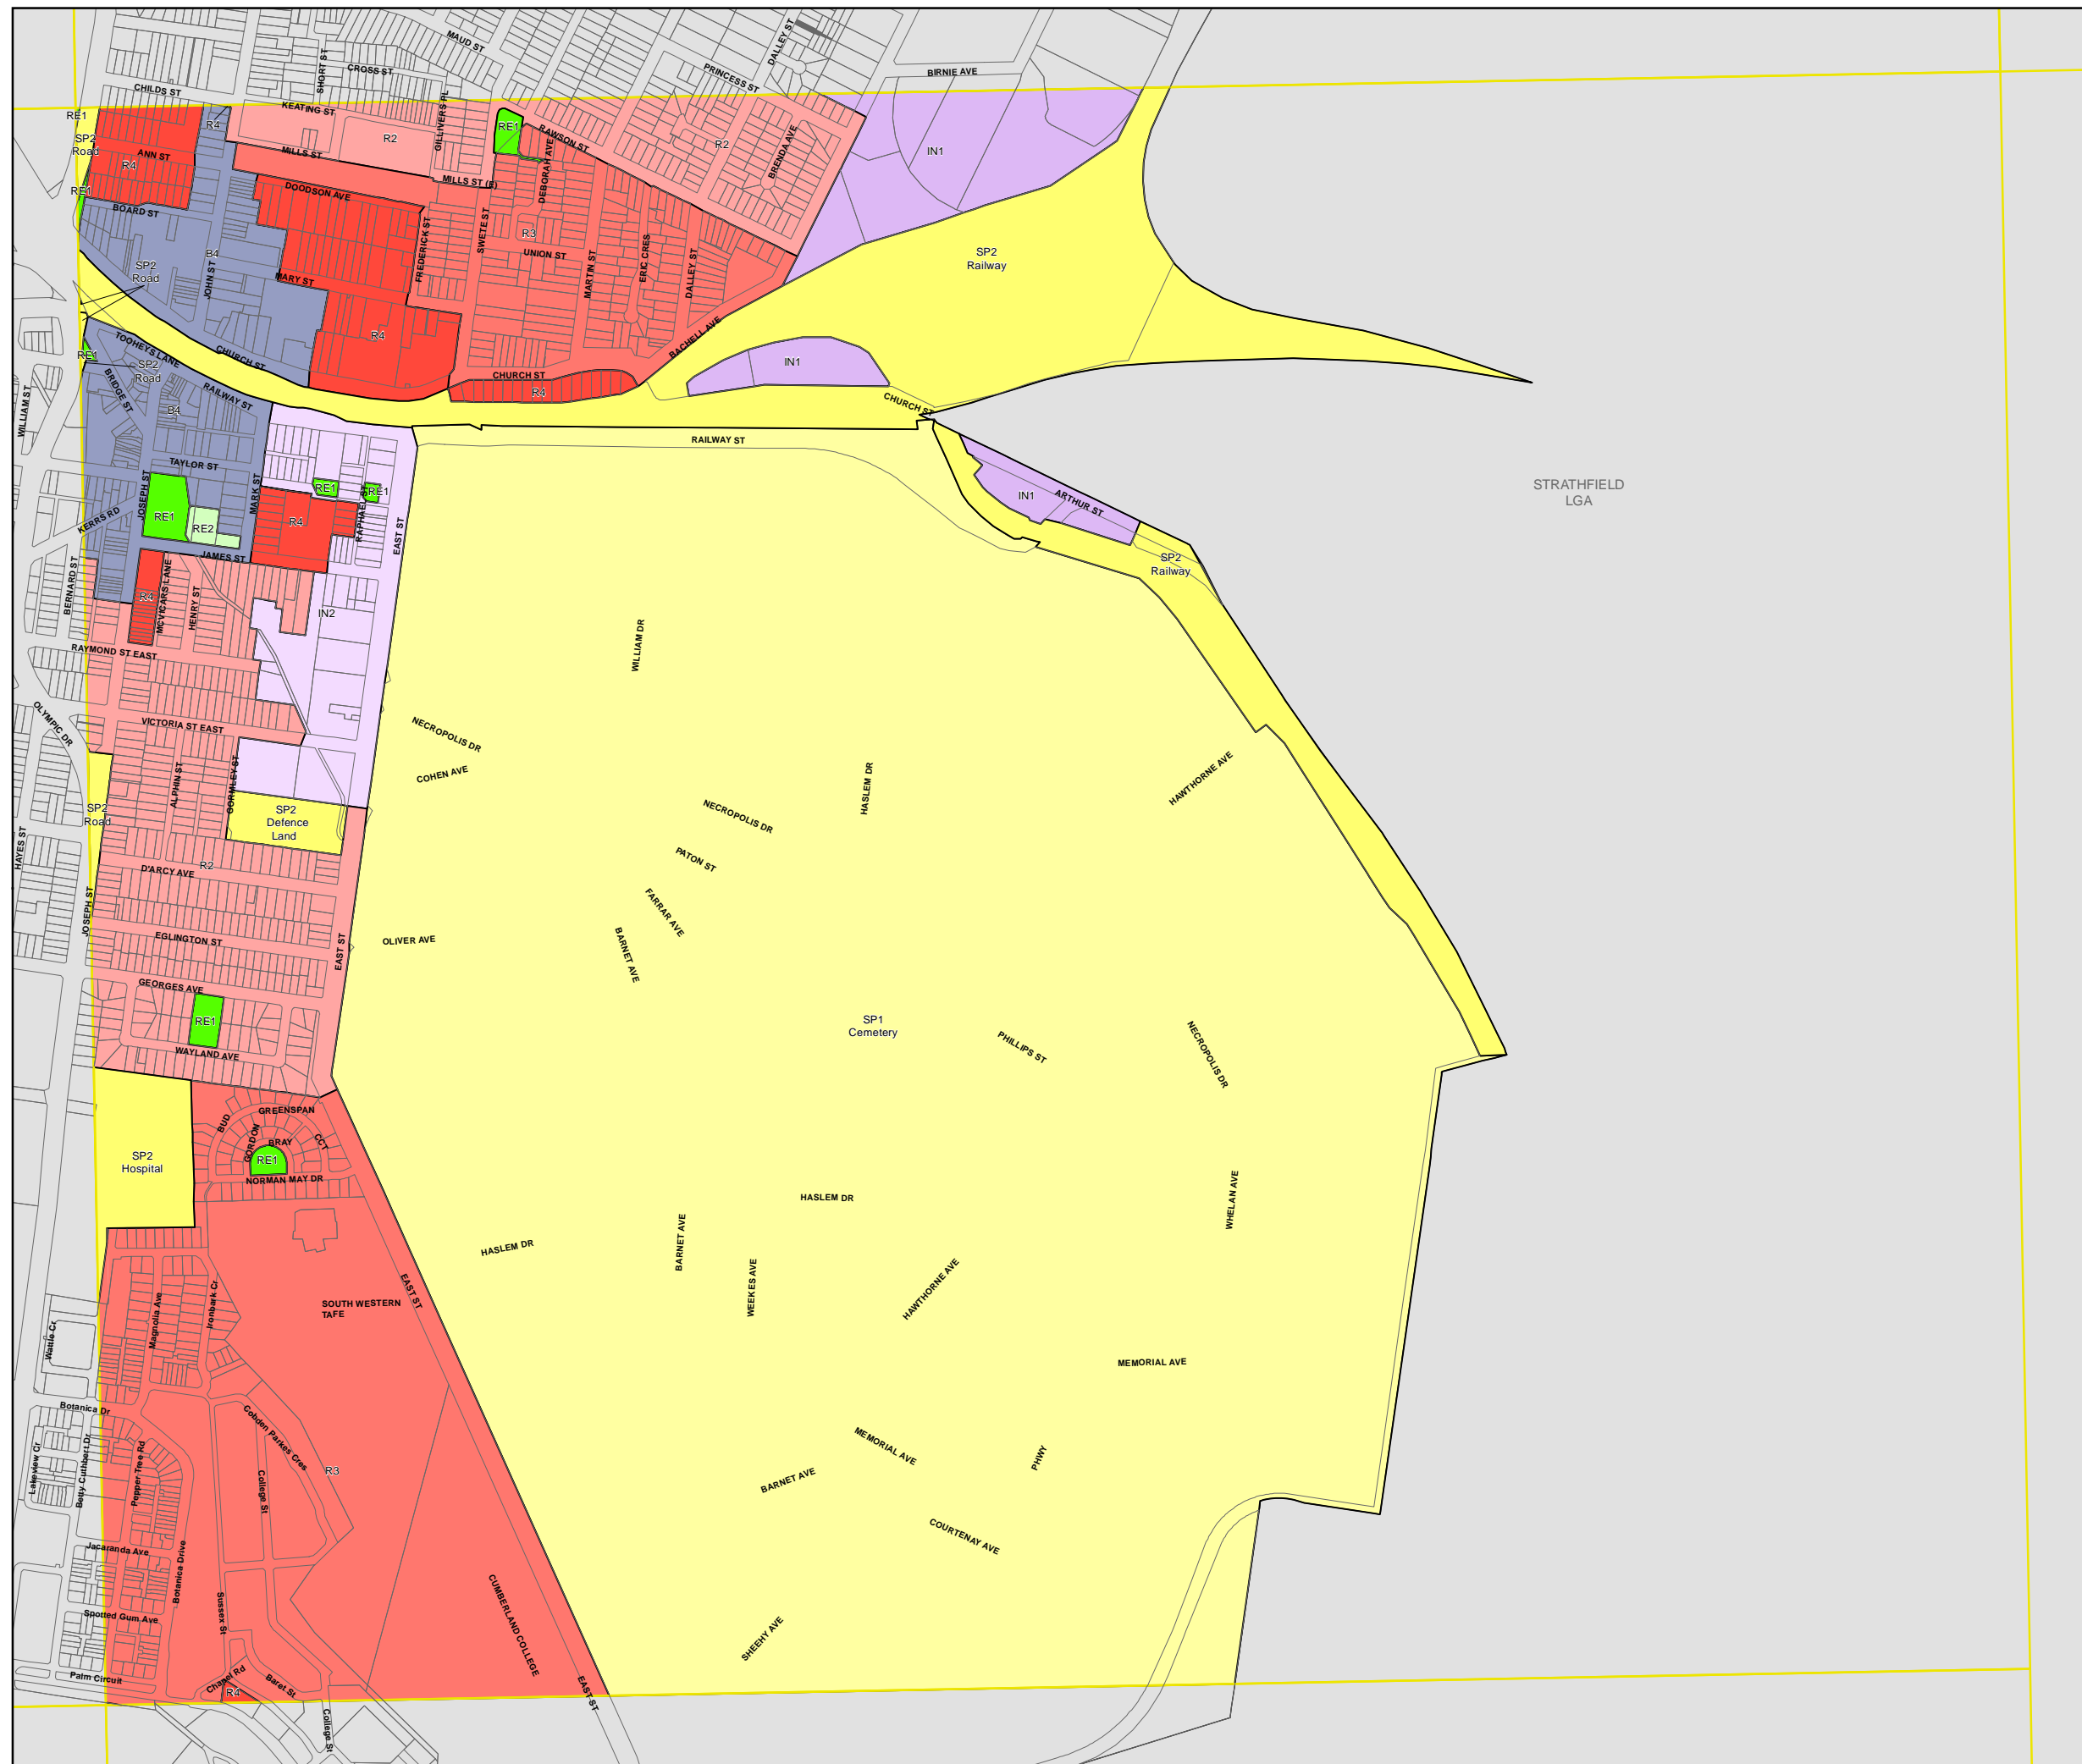 MAUD ST
DALLEY ST
SHORT ST
CROSS ST
PRINCESS ST
BIRNIE AVE
CHILDS ST
KEATING ST
GILLIVERS PL
RE1
R4
RE1
RAWSON ST
SP2
Road
R2
R2
BRENDA AVE
IN1
ANN ST
MILLS ST
R4
DEBORAH AVE
RE1
DOODSON AVE
MILLS ST (E)
BOARD ST
FREDERICK ST
SWETE ST
R3
B4
UNION ST
MARTIN ST
ERIC CRES
DALLEY ST
SP2
Railway
SP2
Road
JOHN ST
MARY ST
R4
BACHELL AVE
TOOHEYS LANE
CHURCH ST
RE1
SP2
Road
IN1
CHURCH ST
R4
BRIDGE ST
RAILWAY ST
CHURCH ST
WILLIAM ST
B4
RAILWAY ST
TAYLOR ST
JOSEPH ST
MARK ST
RE1
RE1
STRATHFIELD
LGA
IN1
ARTHUR ST
KERRS RD
RE1
RE2
R4
RAPHAEL ST
EAST ST
JAMES ST
SP2
Railway
BERNARD ST
R4
MCVICARS LANE
HENRY ST
IN2
WILLIAM DR
RAYMOND ST EAST
OLYMPIC DR
VICTORIA ST EAST
NECROPOLIS DR
COHEN AVE
HASLEM DR
HAWTHORNE AVE
ALPHIN ST
GORMLEY ST
SP2
Road
SP2
Defence
Land
NECROPOLIS DR
HAYES ST
PATON ST
R2
D'ARCY AVE
JOSEPH ST
FARRAR AVE
EGLINGTON ST
EAST ST
OLIVER AVE
BARNET AVE
GEORGES AVE
RE1
SP1
Cemetery
PHILLIPS ST
NECROPOLIS DR
WAYLAND AVE
GREENSPAN
BUD
GORDON
BRAY
CCT
RE1
SP2
Hospital
NORMAN MAY DR
HASLEM DR
WHELAN AVE
BARNET AVE
HASLEM DR
WEEKES AVE
HAWTHORNE AVE
EAST ST
SOUTH WESTERN
TAFE
Ironbark Cr
Magnolia Ave
Wattle Cr
MEMORIAL AVE
Botanica Dr
Cobden Parkes Cres
MEMORIAL AVE
PHWY
Lakeview Cr
Betty Cuthbert Dr
Pepper Tree Rd
R3
College St
BARNET AVE
COURTENAY AVE
Jacaranda Ave
Botanica Drive
Sussex St
CUMBERLAND COLLEGE
Spotted Gum Ave
SHEEHY AVE
Palm Circuit
Chapel Rd
R4
Baret St
EAST ST
College St